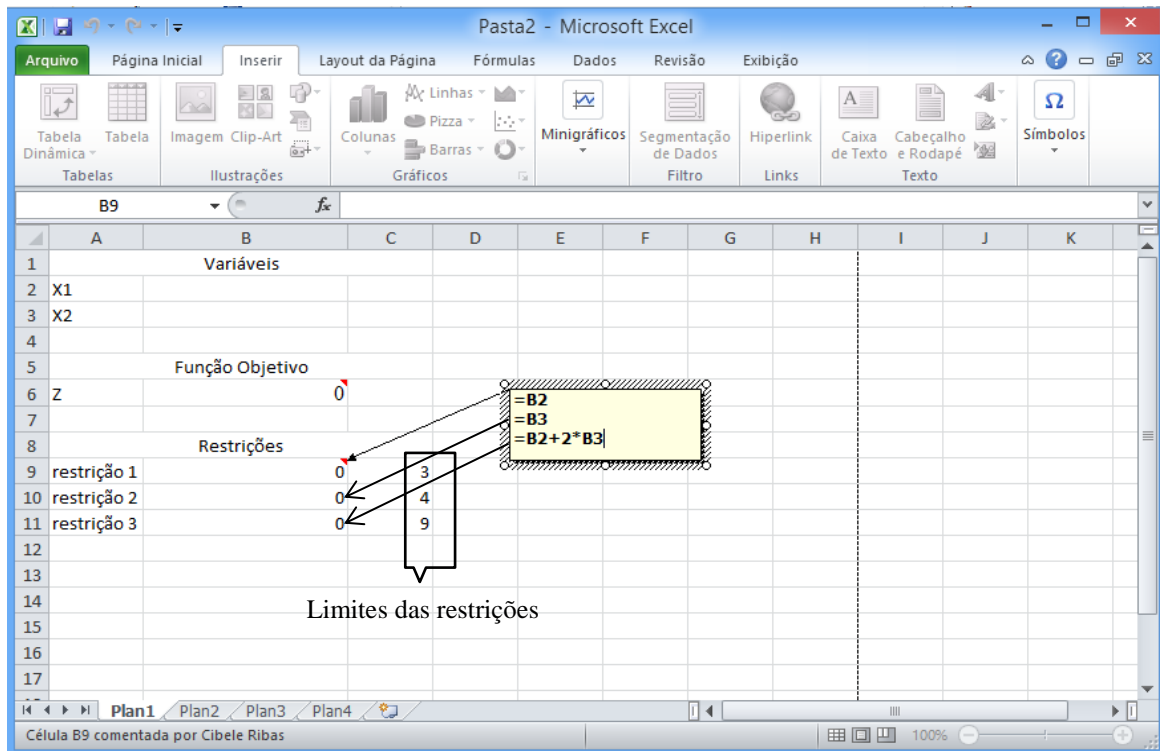 Pasta2 - Microsoft Excel
Arquivo Página Inicial Inserir Layout da Página Fórmulas Dados Revisão Exibição
Tabela Dinâmica
Tabela
Tabelas
Imagem
Clip-Art
Ilustrações
Colunas
Linhas
Pizza
Barras
Gráficos
Minigráficos
Segmentação de Dados
Filtro
Hiperlink
Links
Caixa de Texto
Cabeçalho e Rodapé
A
Texto
Ω
Símbolos
B9 fx
A B C D E F G H I J K
1 Variáveis
2 X1
3 X2
4
5 Função Objetivo
6 Z 0
7
8 Restrições
9 restrição 1 0 3
10 restrição 2 0 4
11 restrição 3 0 9
12
13
14
15
16
17
=B2
=B3
=B2+2*B3
Limites das restrições
Plan1 Plan2 Plan3 Plan4
Célula B9 comentada por Cibele Ribas 100%